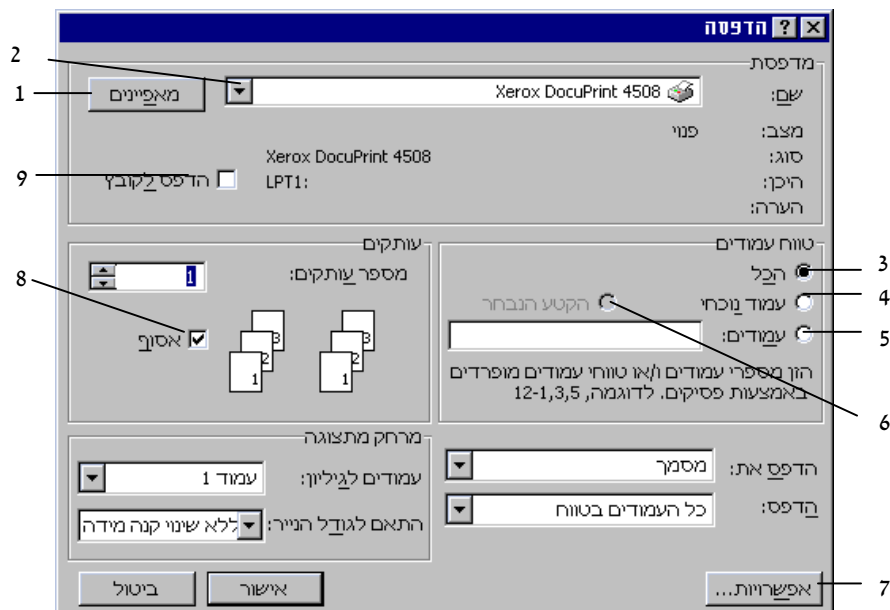 הדפסה
מדפסת
שם: Xerox DocuPrint 4508 מאפיינים
מצב: פנוי
סוג: Xerox DocuPrint 4508
היכן: LPT1: הדפס לקובץ
הערה:
טווח עמודים
הכל
עמוד נוכחי הקטע הנבחר
עמודים:
הזן מספרי עמודים ו/או טווחי עמודים מופרדים
באמצעות פסיקים. לדוגמה, 12-1,3,5
עותקים
מספר עותקים: 1
אסוף
3 2 1
3 2 1
הדפס את: מסמך
הדפס: כל העמודים בטווח
מרחק מתצוגה
עמודים לגיליון: עמוד 1
התאם לגודל הנייר: ללא שינוי קנה מידה
אפשרויות...
אישור
ביטול
1
2
3
4
5
6
7
8
9